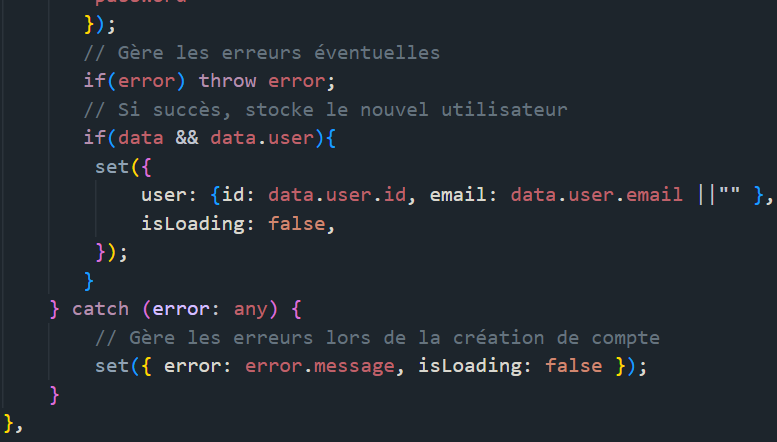 password
});
// Gère les erreurs éventuelles
if(error) throw error;
// Si succès, stocke le nouvel utilisateur
if(data && data.user){
set({
user: {id: data.user.id, email: data.user.email ||"" },
isLoading: false,
});
}
} catch (error: any) {
// Gère les erreurs lors de la création de compte
set({ error: error.message, isLoading: false });
}
},